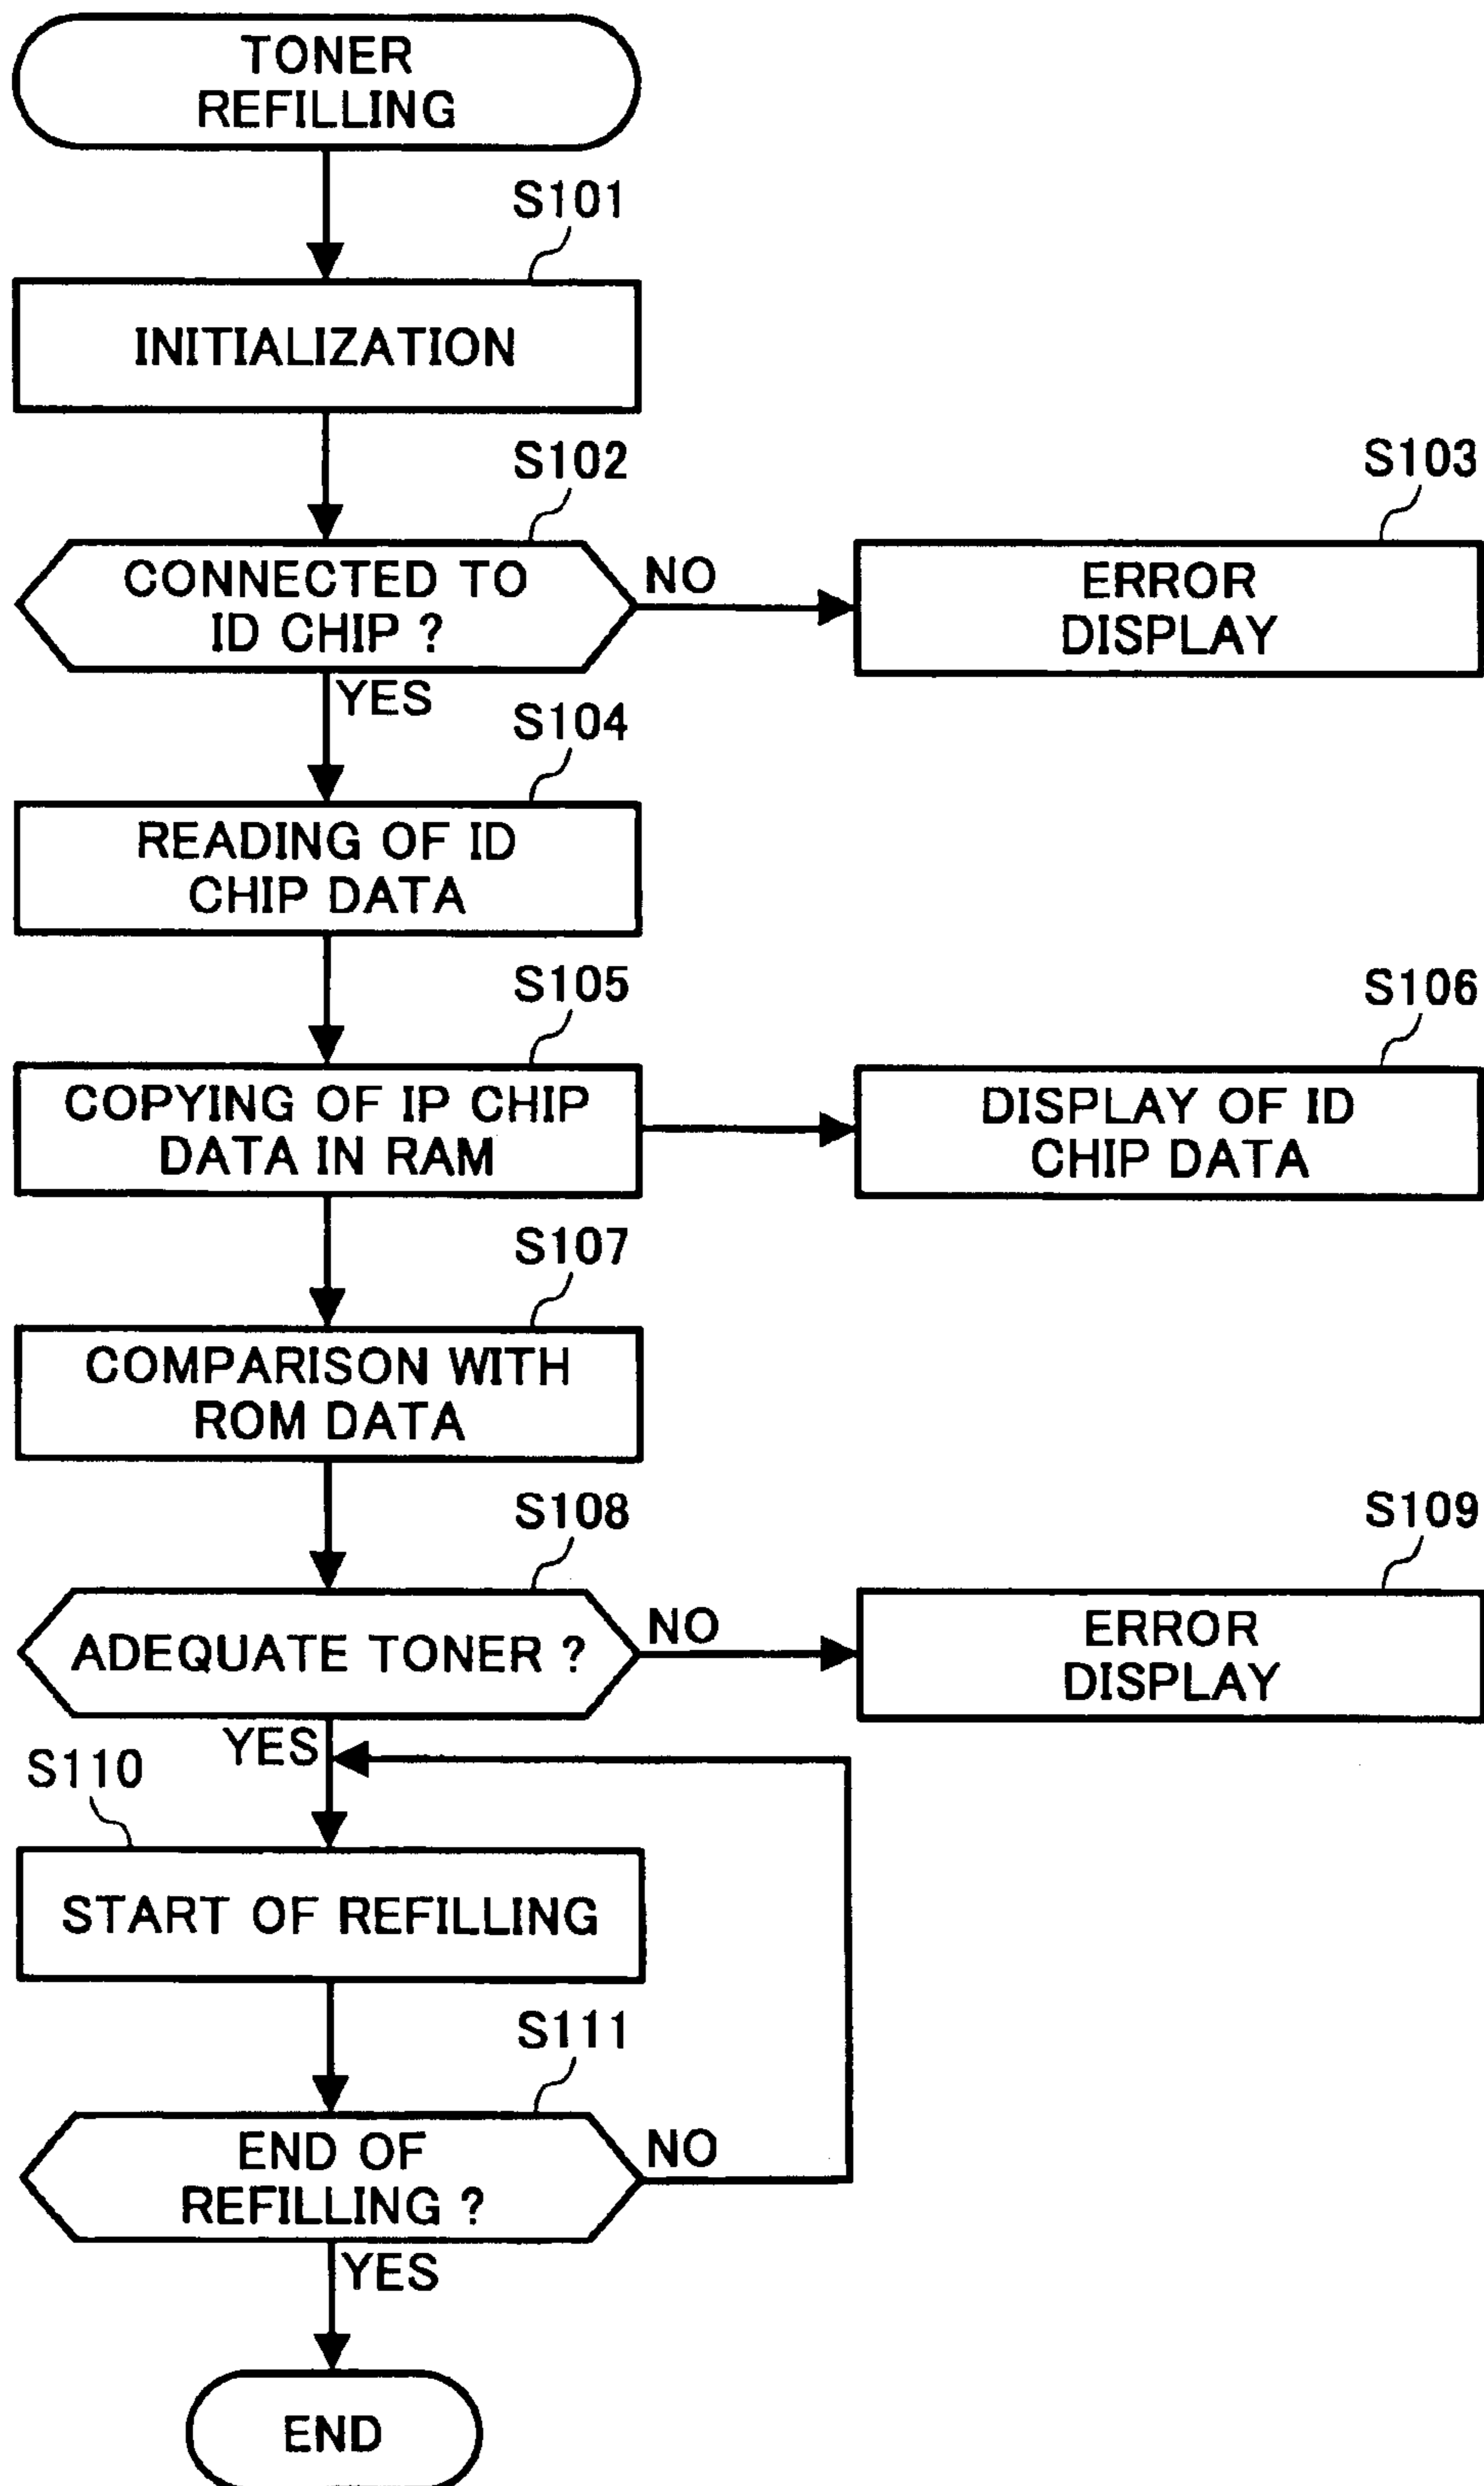 TONER
REFILLING
S101
INITIALIZATION
S102
CONNECTED TO
ID CHIP ?
NO
S103
ERROR
DISPLAY
YES
S104
READING OF ID
CHIP DATA
S105
COPYING OF IP CHIP
DATA IN RAM
S106
DISPLAY OF ID
CHIP DATA
S107
COMPARISON WITH
ROM DATA
S108
ADEQUATE TONER ?
NO
S109
ERROR
DISPLAY
YES
S110
START OF REFILLING
S111
END OF
REFILLING ?
NO
YES
END